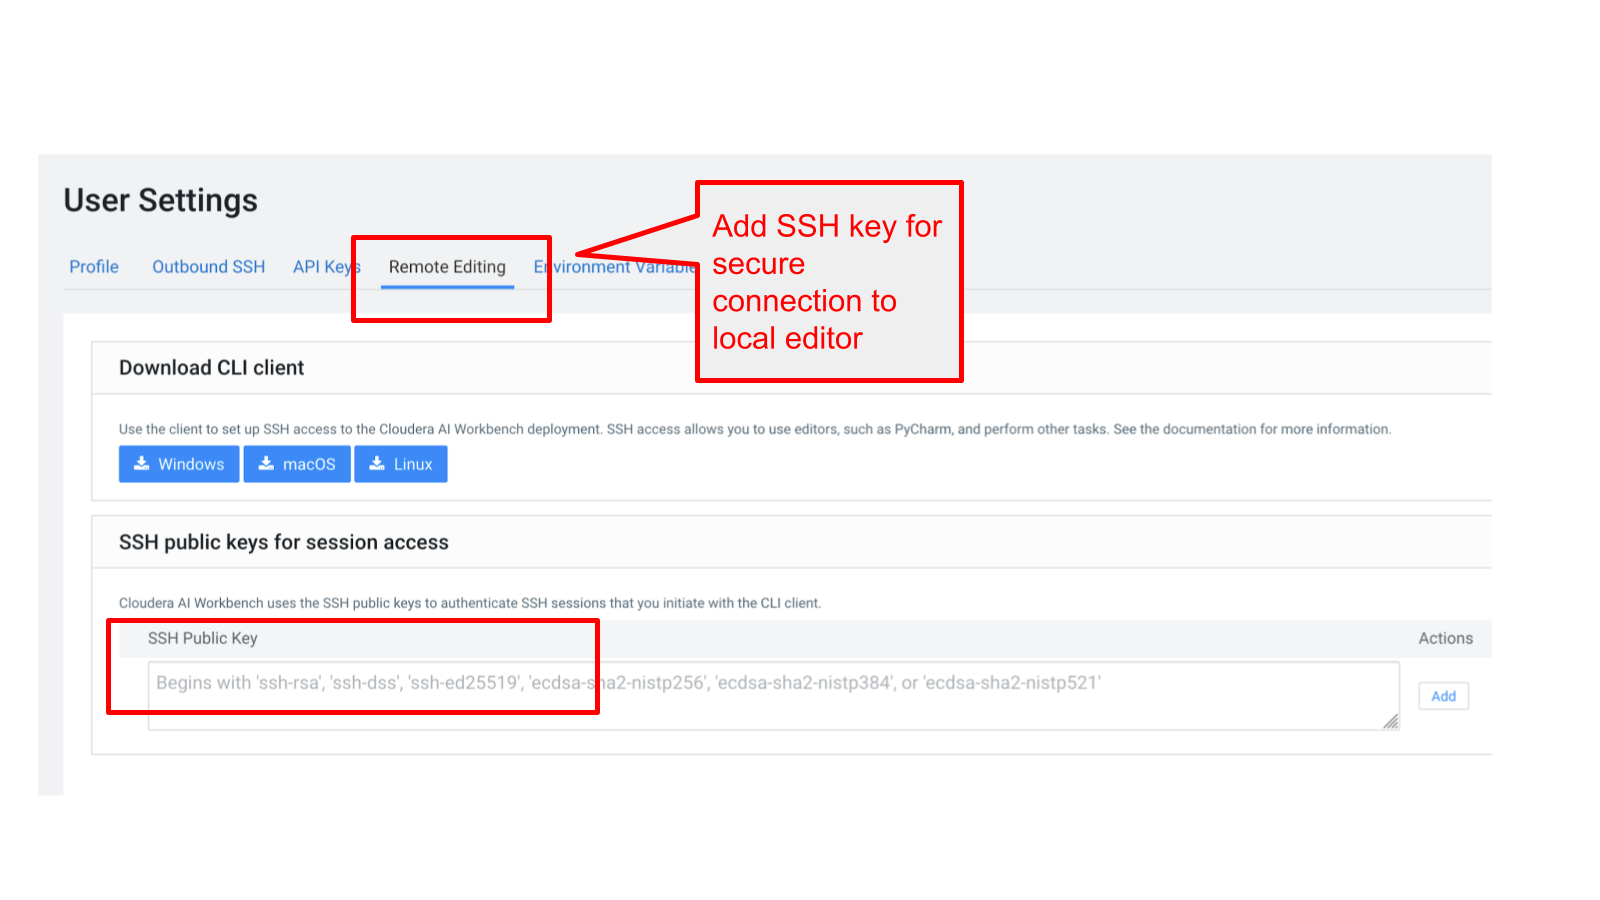 User Settings
Profile Outbound SSH API Keys Remote Editing Environment Variable
Add SSH key for
secure
connection to
local editor
Download CLI client
Use the client to set up SSH access to the Cloudera AI Workbench deployment. SSH access allows you to use editors, such as PyCharm, and perform other tasks. See the documentation for more information.
Windows macOS Linux
SSH public keys for session access
Cloudera AI Workbench uses the SSH public keys to authenticate SSH sessions that you initiate with the CLI client.
SSH Public Key Actions
Begins with 'ssh-rsa', 'ssh-dss', 'ssh-ed25519', 'ecdsa-sha2-nistp256', 'ecdsa-sha2-nistp384', or 'ecdsa-sha2-nistp521'
Add